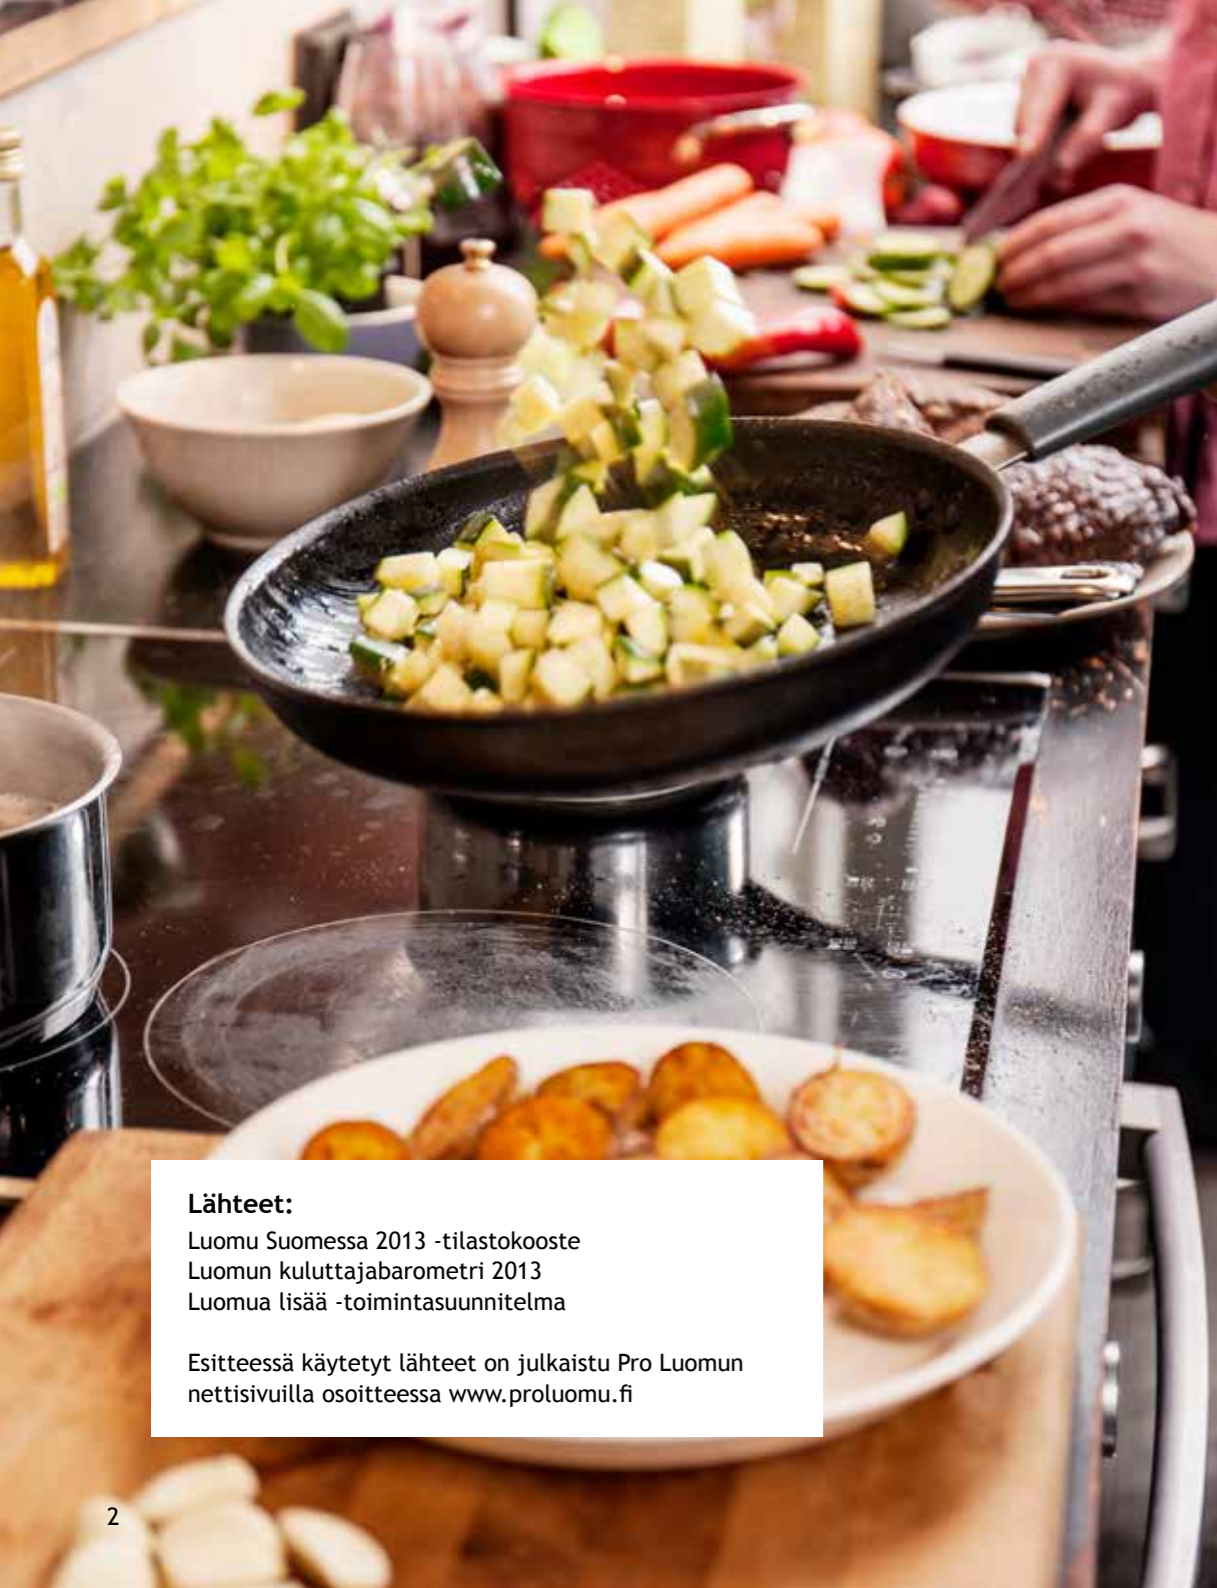 Lähteet:
Luomu Suomessa 2013 -tilastokooste
Luomun kuluttajabarometri 2013
Luomua lisää -toimintasuunnitelma
Esitteessä käytetyt lähteet on julkaistu Pro Luomun
nettisivuilla osoitteessa www.proluomu.fi
2